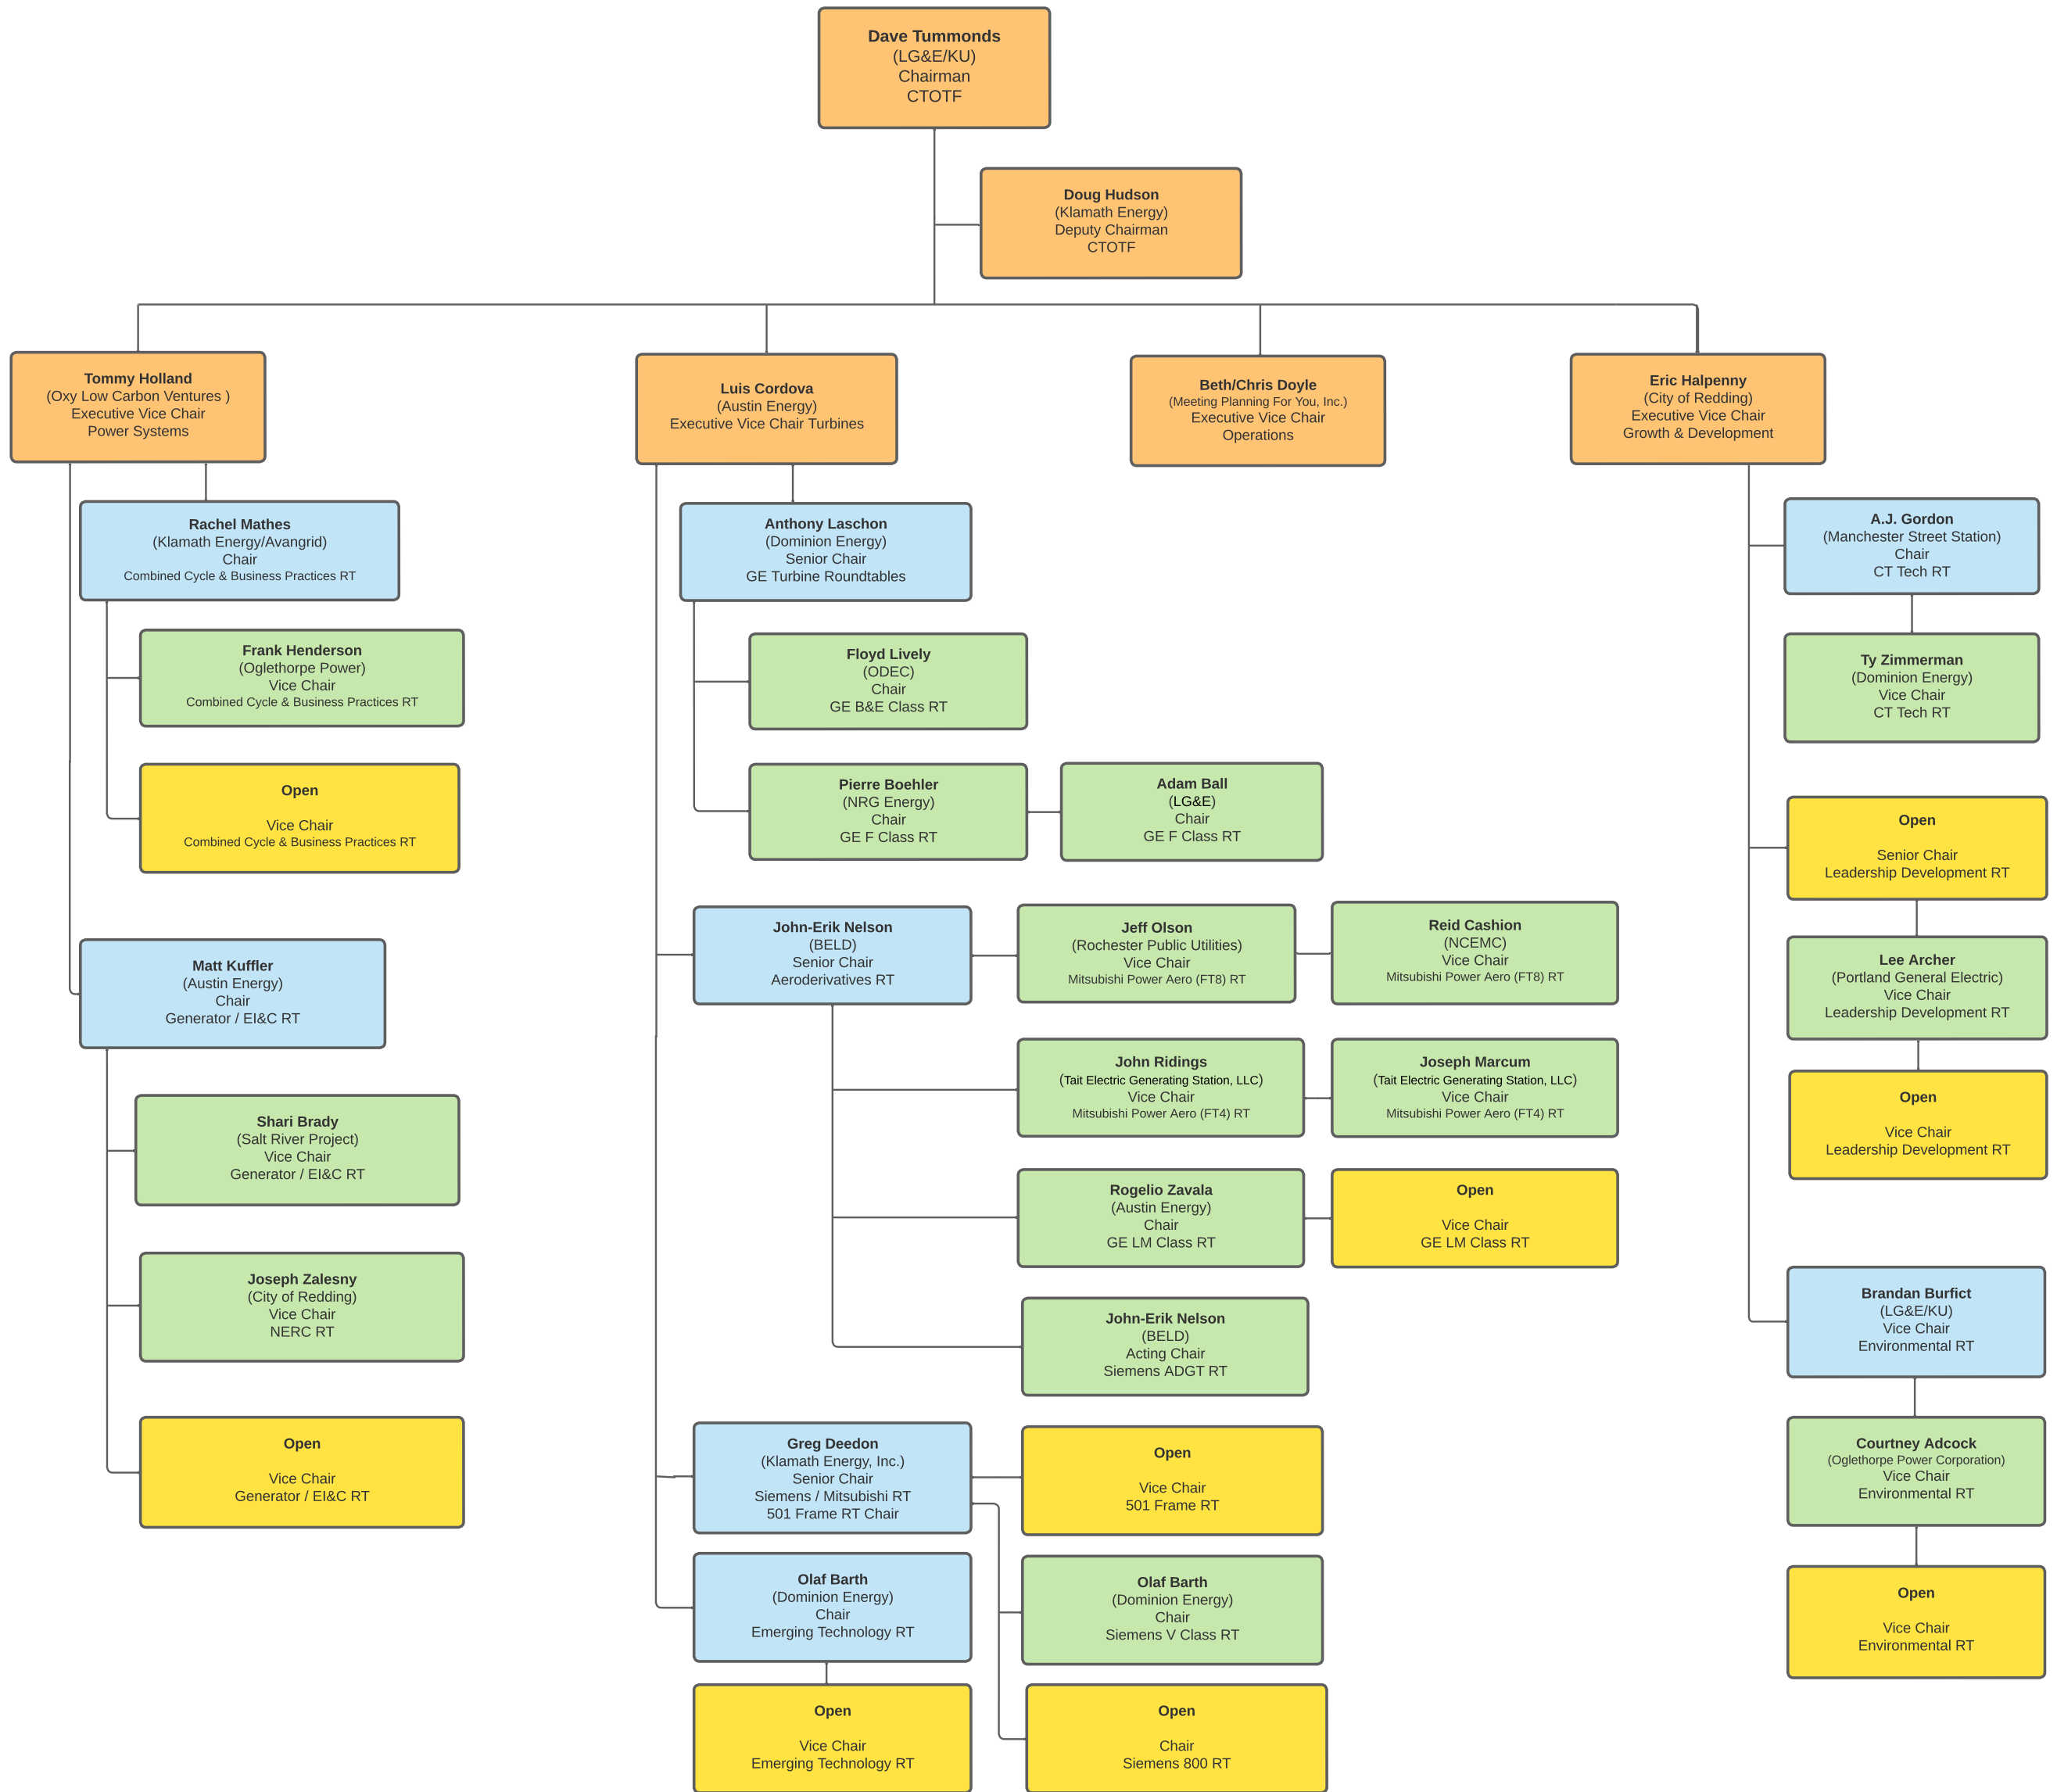 Dave Tummonds
(LG&E/KU)
Chairman
CTOTF
Doug Hudson
(Klamath Energy)
Deputy Chairman
CTOTF
Tommy Holland
(Oxy Low Carbon Ventures )
Executive Vice Chair
Power Systems
Luis Cordova
(Austin Energy)
Executive Vice Chair Turbines
Beth/Chris Doyle
(Meeting Planning For You, Inc.)
Executive Vice Chair
Operations
Eric Halpenny
(City of Redding)
Executive Vice Chair
Growth & Development
Rachel Mathes
(Klamath Energy/Avangrid)
Chair
Combined Cycle & Business Practices RT
Frank Henderson
(Oglethorpe Power)
Vice Chair
Combined Cycle & Business Practices RT
Open
Vice Chair
Combined Cycle & Business Practices RT
Matt Kuffler
(Austin Energy)
Chair
Generator / EI&C RT
Shari Brady
(Salt River Project)
Vice Chair
Generator / EI&C RT
Joseph Zalesny
(City of Redding)
Vice Chair
NERC RT
Open
Vice Chair
Generator / EI&C RT
Anthony Laschon
(Dominion Energy)
Senior Chair
GE Turbine Roundtables
Floyd Lively
(ODEC)
Chair
GE B&E Class RT
Pierre Boehler
(NRG Energy)
Chair
GE F Class RT
Adam Ball
(LG&E)
Chair
GE F Class RT
John-Erik Nelson
(BELD)
Senior Chair
Aeroderivatives RT
Jeff Olson
(Rochester Public Utilities)
Vice Chair
Mitsubishi Power Aero (FT8) RT
Reid Cashion
(NCEMC)
Vice Chair
Mitsubishi Power Aero (FT8) RT
John Ridings
(Tait Electric Generating Station, LLC)
Vice Chair
Mitsubishi Power Aero (FT4) RT
Joseph Marcum
(Tait Electric Generating Station, LLC)
Vice Chair
Mitsubishi Power Aero (FT4) RT
Rogelio Zavala
(Austin Energy)
Chair
GE LM Class RT
Open
Vice Chair
GE LM Class RT
John-Erik Nelson
(BELD)
Acting Chair
Siemens ADGT RT
Greg Deedon
(Klamath Energy, Inc.)
Senior Chair
Siemens / Mitsubishi RT
501 Frame RT Chair
Open
Vice Chair
501 Frame RT
Olaf Barth
(Dominion Energy)
Chair
Siemens V Class RT
Open
Chair
Siemens 800 RT
Olaf Barth
(Dominion Energy)
Chair
Emerging Technology RT
Open
Vice Chair
Emerging Technology RT
A.J. Gordon
(Manchester Street Station)
Chair
CT Tech RT
Ty Zimmerman
(Dominion Energy)
Vice Chair
CT Tech RT
Open
Senior Chair
Leadership Development RT
Lee Archer
(Portland General Electric)
Vice Chair
Leadership Development RT
Open
Vice Chair
Leadership Development RT
Brandan Burfict
(LG&E/KU)
Vice Chair
Environmental RT
Courtney Adcock
(Oglethorpe Power Corporation)
Vice Chair
Environmental RT
Open
Vice Chair
Environmental RT